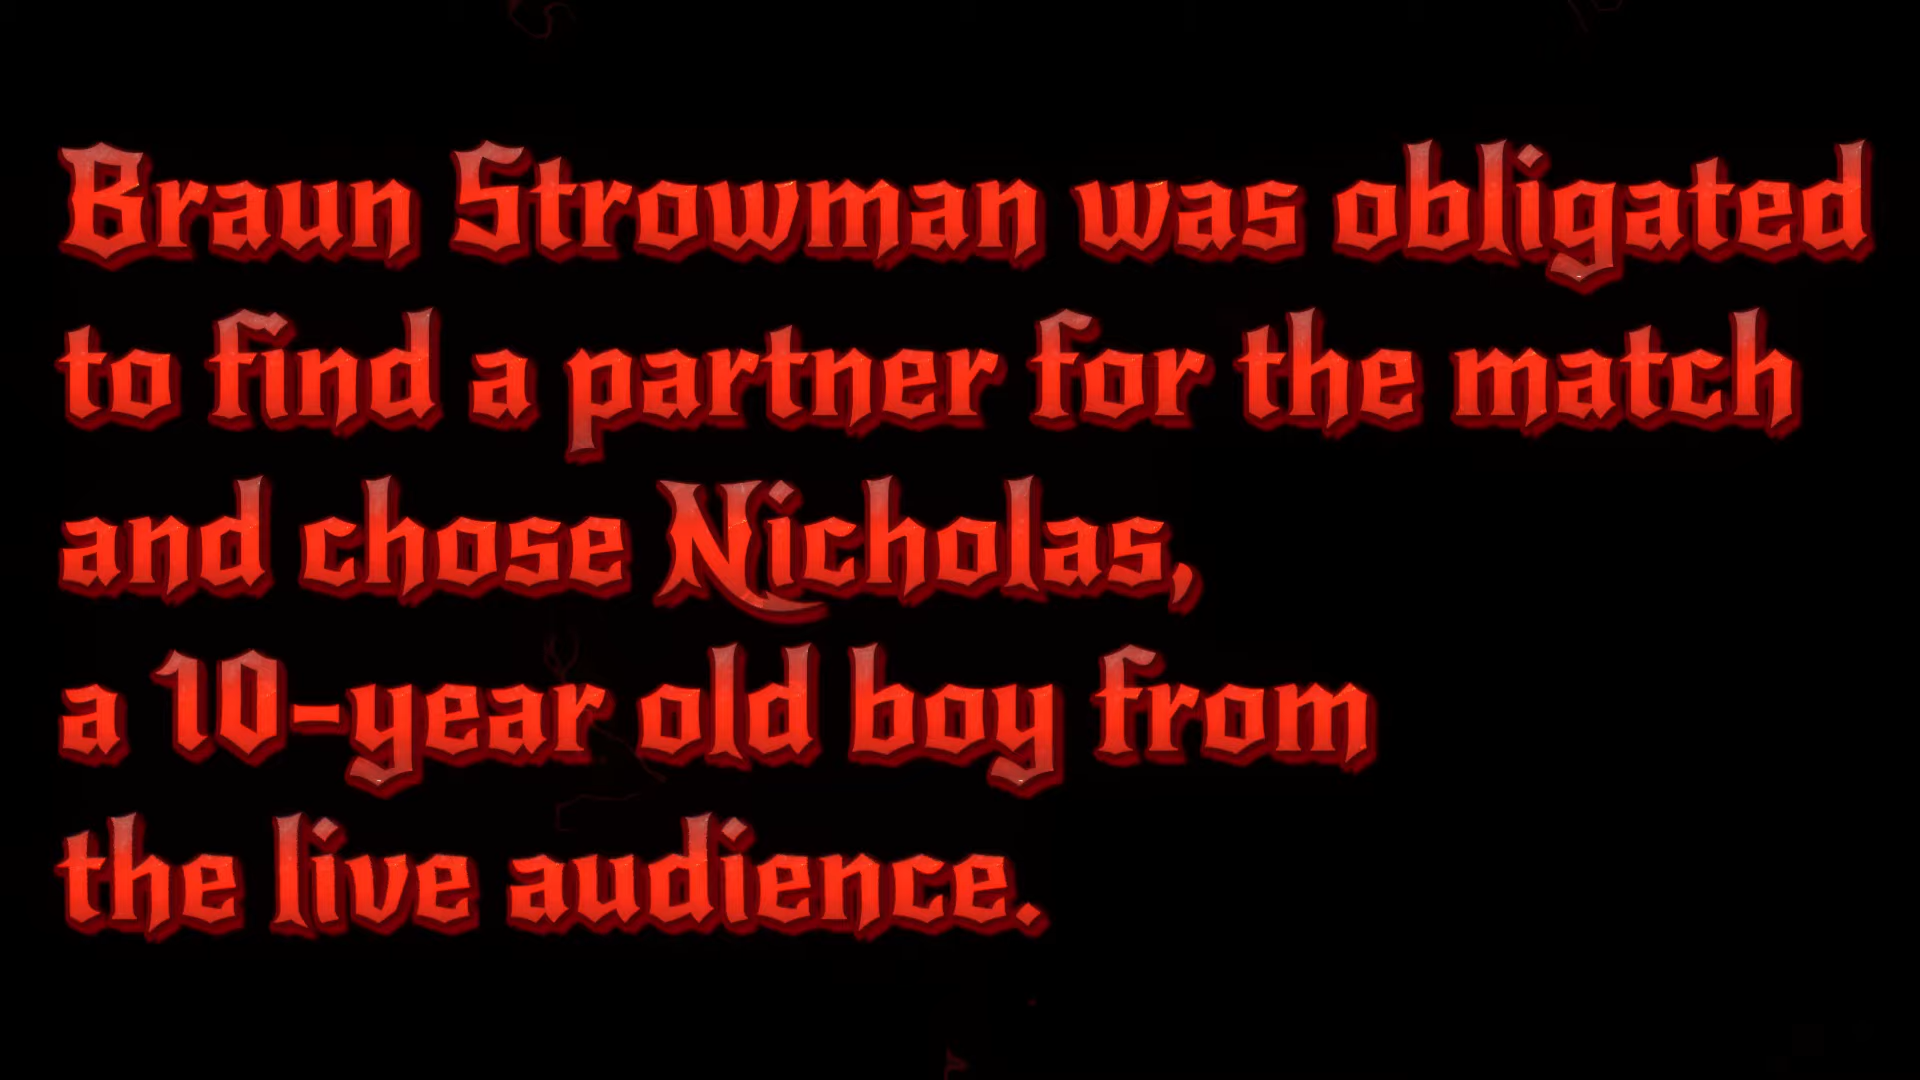 Braun Strowman was obligated
to find a partner for the match
and chose Nicholas,
a 10-year old boy from
the live audience.